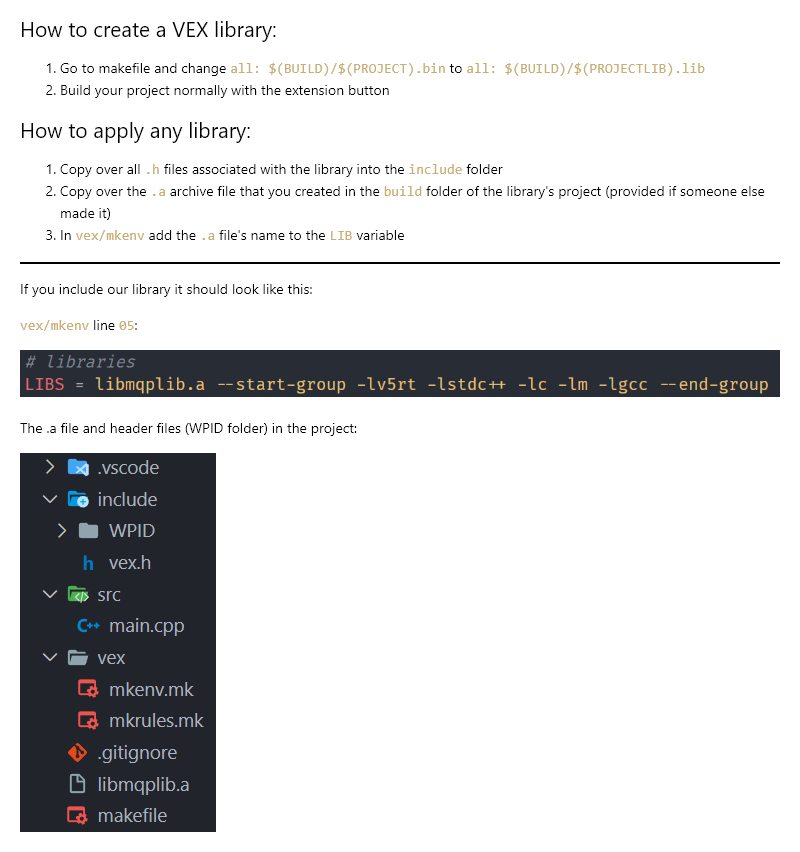 How to create a VEX library:
1. Go to makefile and change all: $(BUILD)/$(PROJECT).bin to all: $(BUILD)/$(PROJECTLIB).lib
2. Build your project normally with the extension button
How to apply any library:
1. Copy over all .h files associated with the library into the include folder
2. Copy over the .a archive file that you created in the build folder of the library's project (provided if someone else
made it)
3. In vex/mkenv add the .a file's name to the LIB variable
If you include our library it should look like this:
vex/mkenv line 05:
# libraries
LIBS = libmqplib.a --start-group -lv5rt -lstdc++ -lc -lm -lgcc --end-group
The .a file and header files (WPID folder) in the project:
.vscode
include
WPID
h vex.h
src
C++ main.cpp
vex
mkenv.mk
mkrules.mk
.gitignore
libmqplib.a
makefile